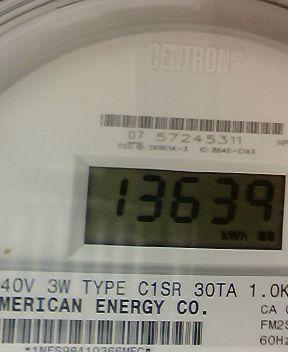 CENTRON®
07 57245311
13639
kWh
40V 3W TYPE C1SR 30TA 1.0K
MERICAN ENERGY CO.
CA
FM2S
60Hz